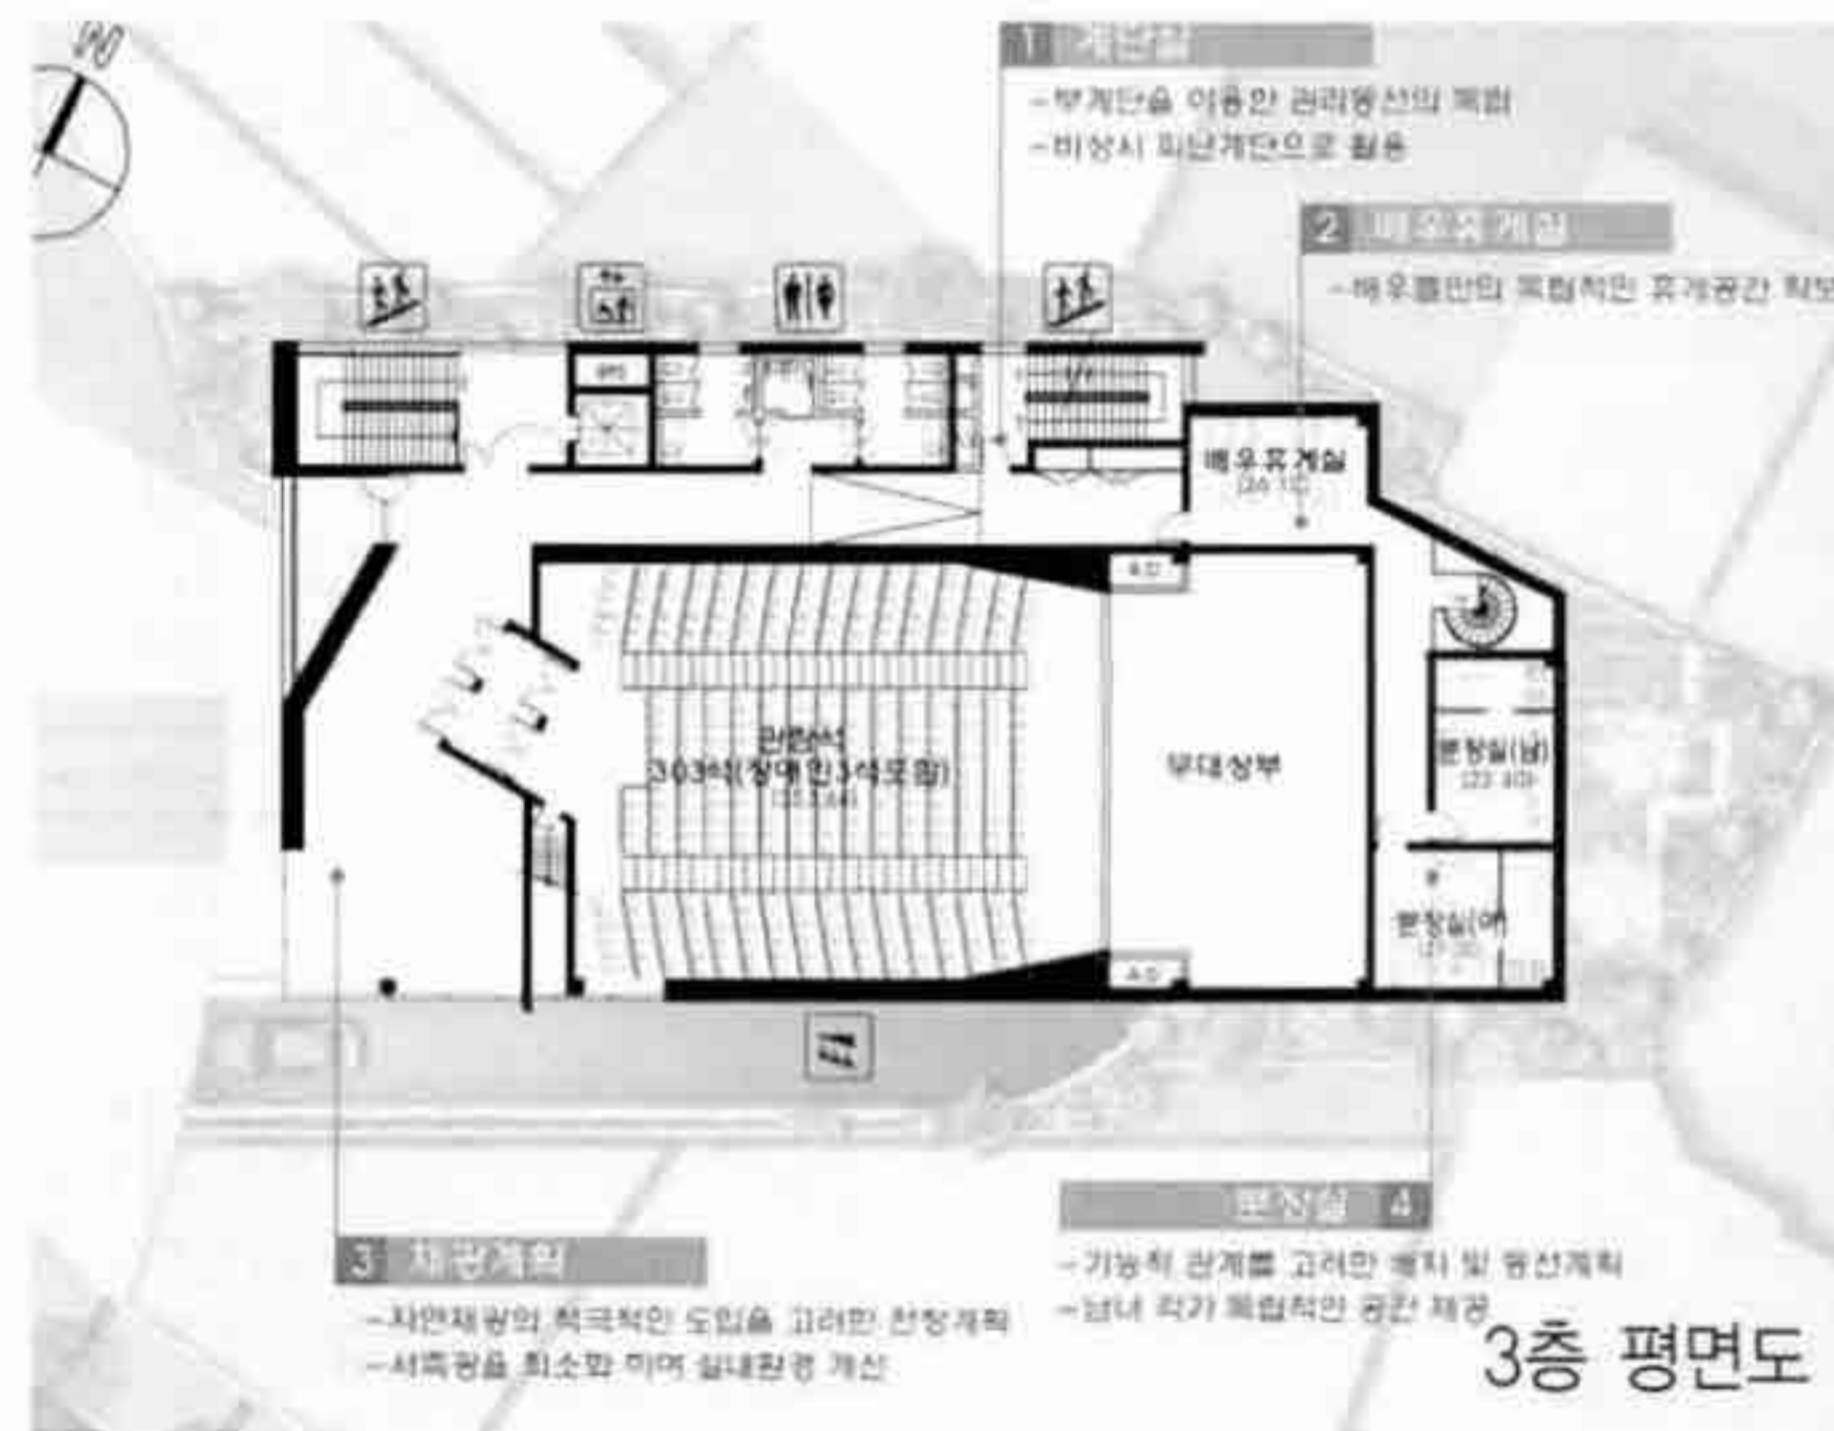 N
1 계단실
-부계단을 이용한 관리동선의 독립
-비상시 피난계단으로 활용
2 배우휴게실
-배우들만의 독립적인 휴게공간 확보
EPS
배우휴게실
A.D
관람석
303석(장애인3석포함)
무대상부
분장실(남)
분장실(여)
A.D
3 채광계획
-자연채광의 적극적인 도입을 고려한 천창계획
-서측광을 최소화 하여 실내환경 개선
분장실 4
-기능적 관계를 고려한 배치 및 동선계획
-남녀 각기 독립적인 공간 제공
3층 평면도